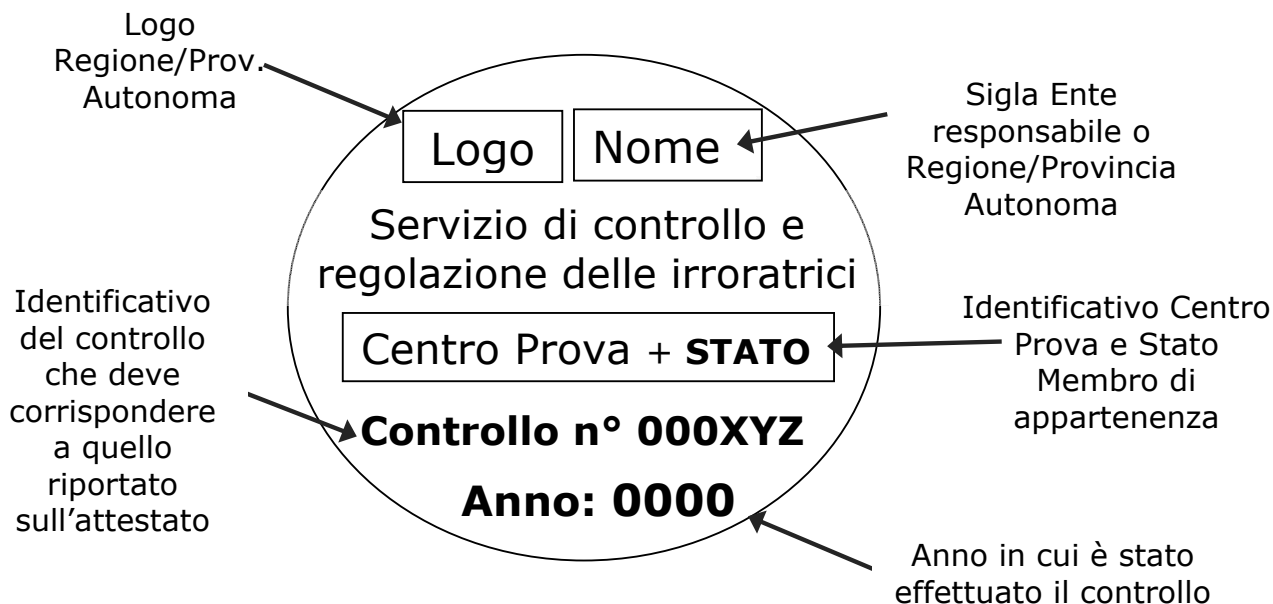 Logo
Regione/Prov.
Autonoma
Logo
Nome
Sigla Ente
responsabile o
Regione/Provincia
Autonoma
Servizio di controllo e
regolazione delle irroratrici
Identificativo
del controllo
che deve
corrispondere
a quello
riportato
sull’attestato
Centro Prova + STATO
Identificativo Centro
Prova e Stato
Membro di
appartenenza
Controllo n° 000XYZ
Anno: 0000
Anno in cui è stato
effettuato il controllo